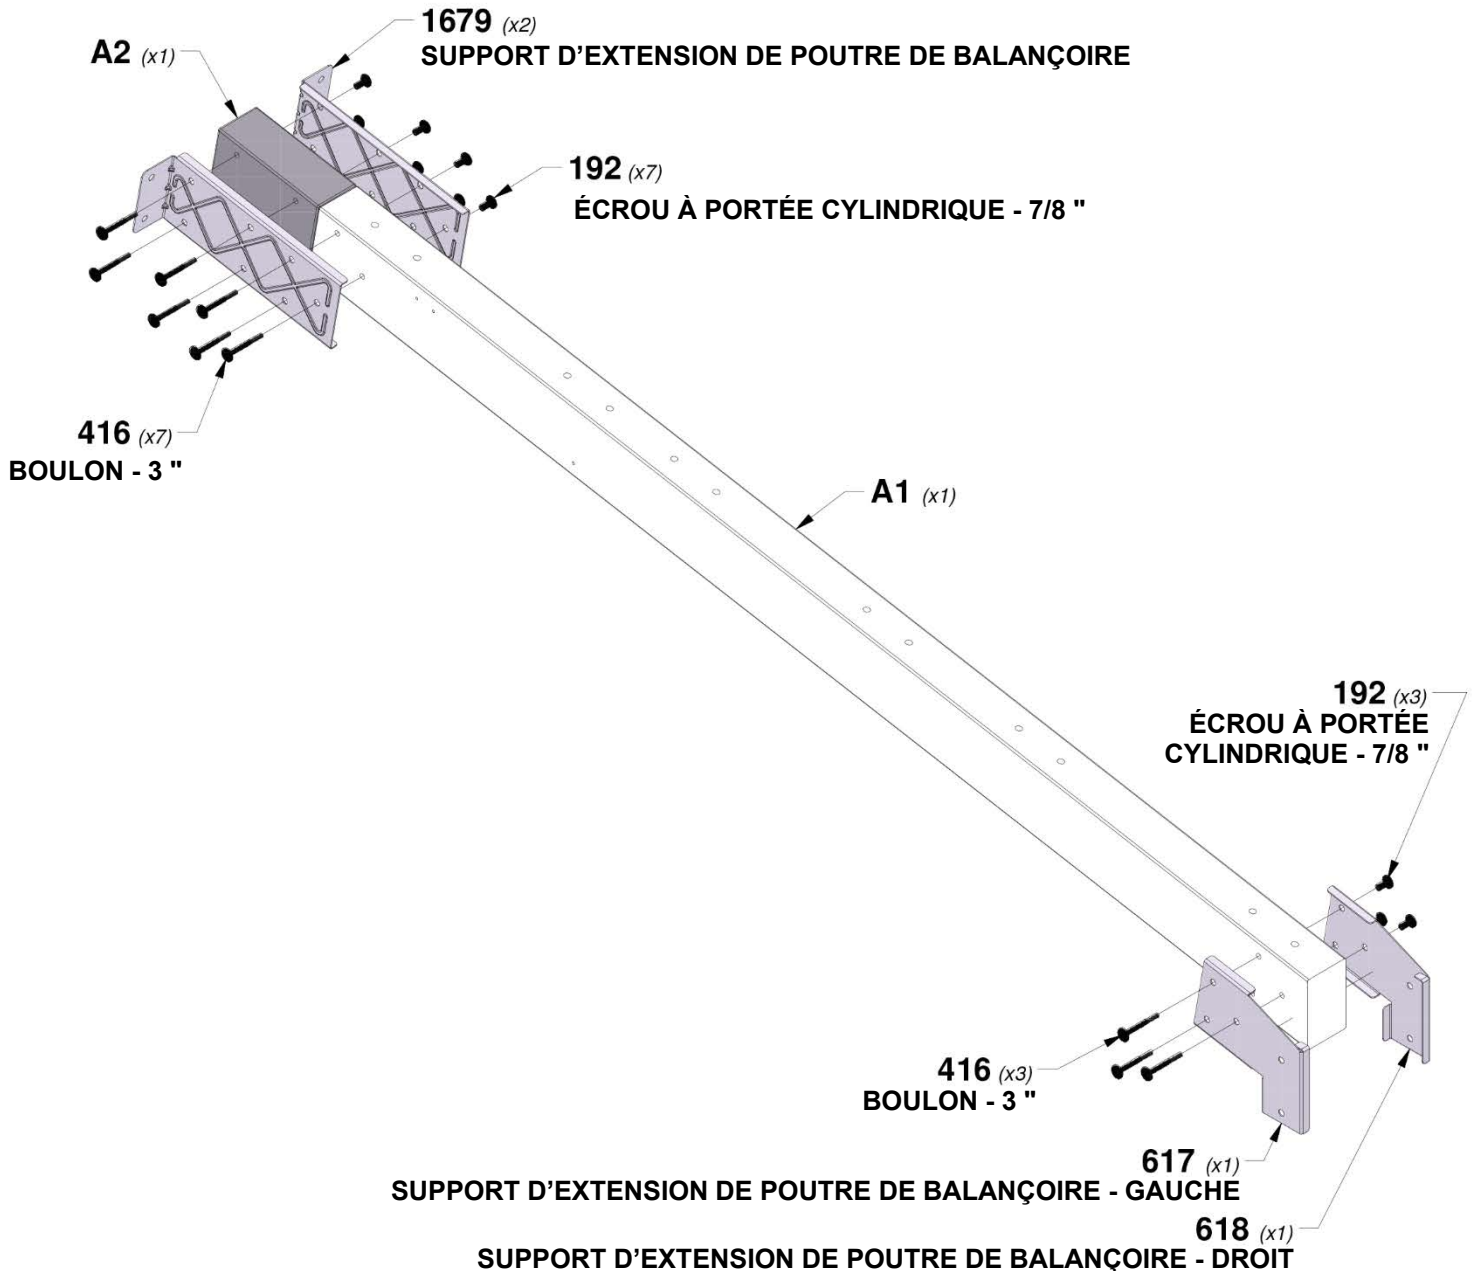 1679 (x2)
SUPPORT D’EXTENSION DE POUTRE DE BALANÇOIRE
A2 (x1)
192 (x7)
ÉCROU À PORTÉE CYLINDRIQUE - 7/8 "
416 (x7)
BOULON - 3 "
A1 (x1)
192 (x3)
ÉCROU À PORTÉE
CYLINDRIQUE - 7/8 "
416 (x3)
BOULON - 3 "
617 (x1)
SUPPORT D’EXTENSION DE POUTRE DE BALANÇOIRE - GAUCHE
618 (x1)
SUPPORT D’EXTENSION DE POUTRE DE BALANÇOIRE - DROIT